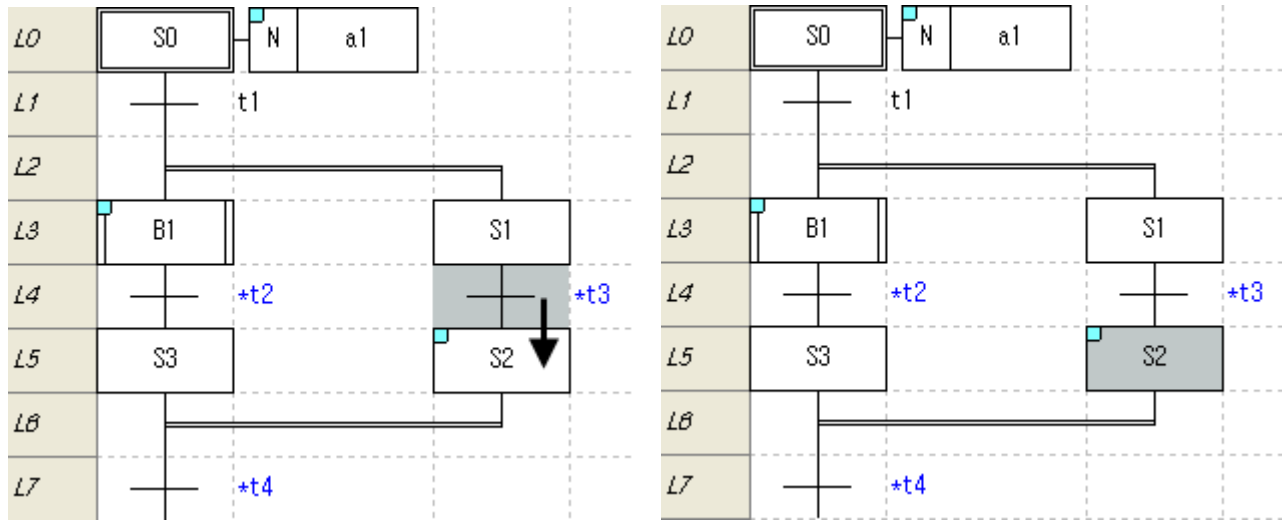 L0 S0 N a1
L1 t1
L2
L3 B1 S1
L4 *t2 *t3
L5 S3 S2
L6
L7 *t4
L0 S0 N a1
L1 t1
L2
L3 B1 S1
L4 *t2 *t3
L5 S3 S2
L6
L7 *t4